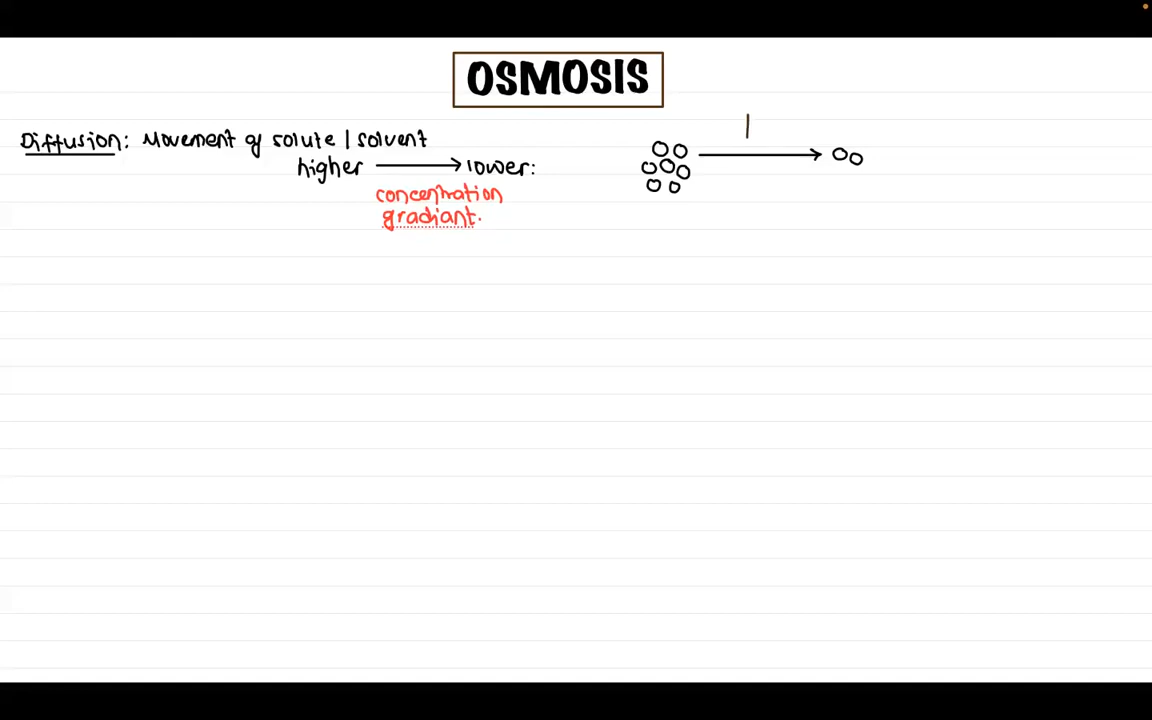 OSMOSIS
Diffusion: Movement of solute | solvent
higher → lower:
concentration
gradiant.